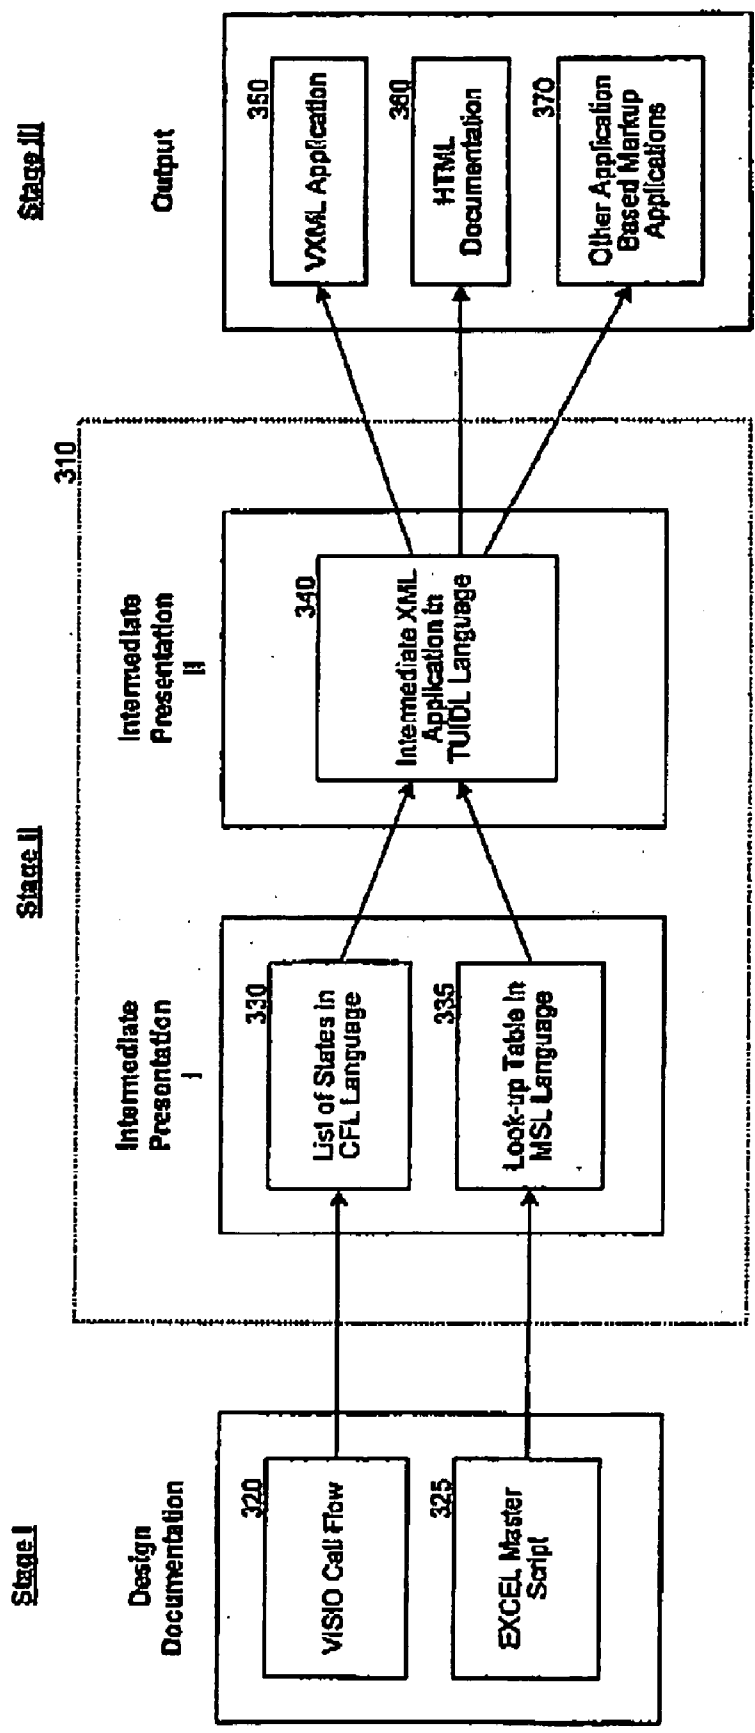 Stage I
Design
Documentation
320
VISIO Call Flow
325
EXCEL Master
Script
Stage II
310
Intermediate
Presentation
I
330
List of States in
CFL Language
335
Look-up Table in
MSL Language
Intermediate
Presentation
II
340
Intermediate XML
Application in
TUIDL Language
Stage III
Output
350
VXML Application
360
HTML
Documentation
370
Other Application
Based Markup
Applications